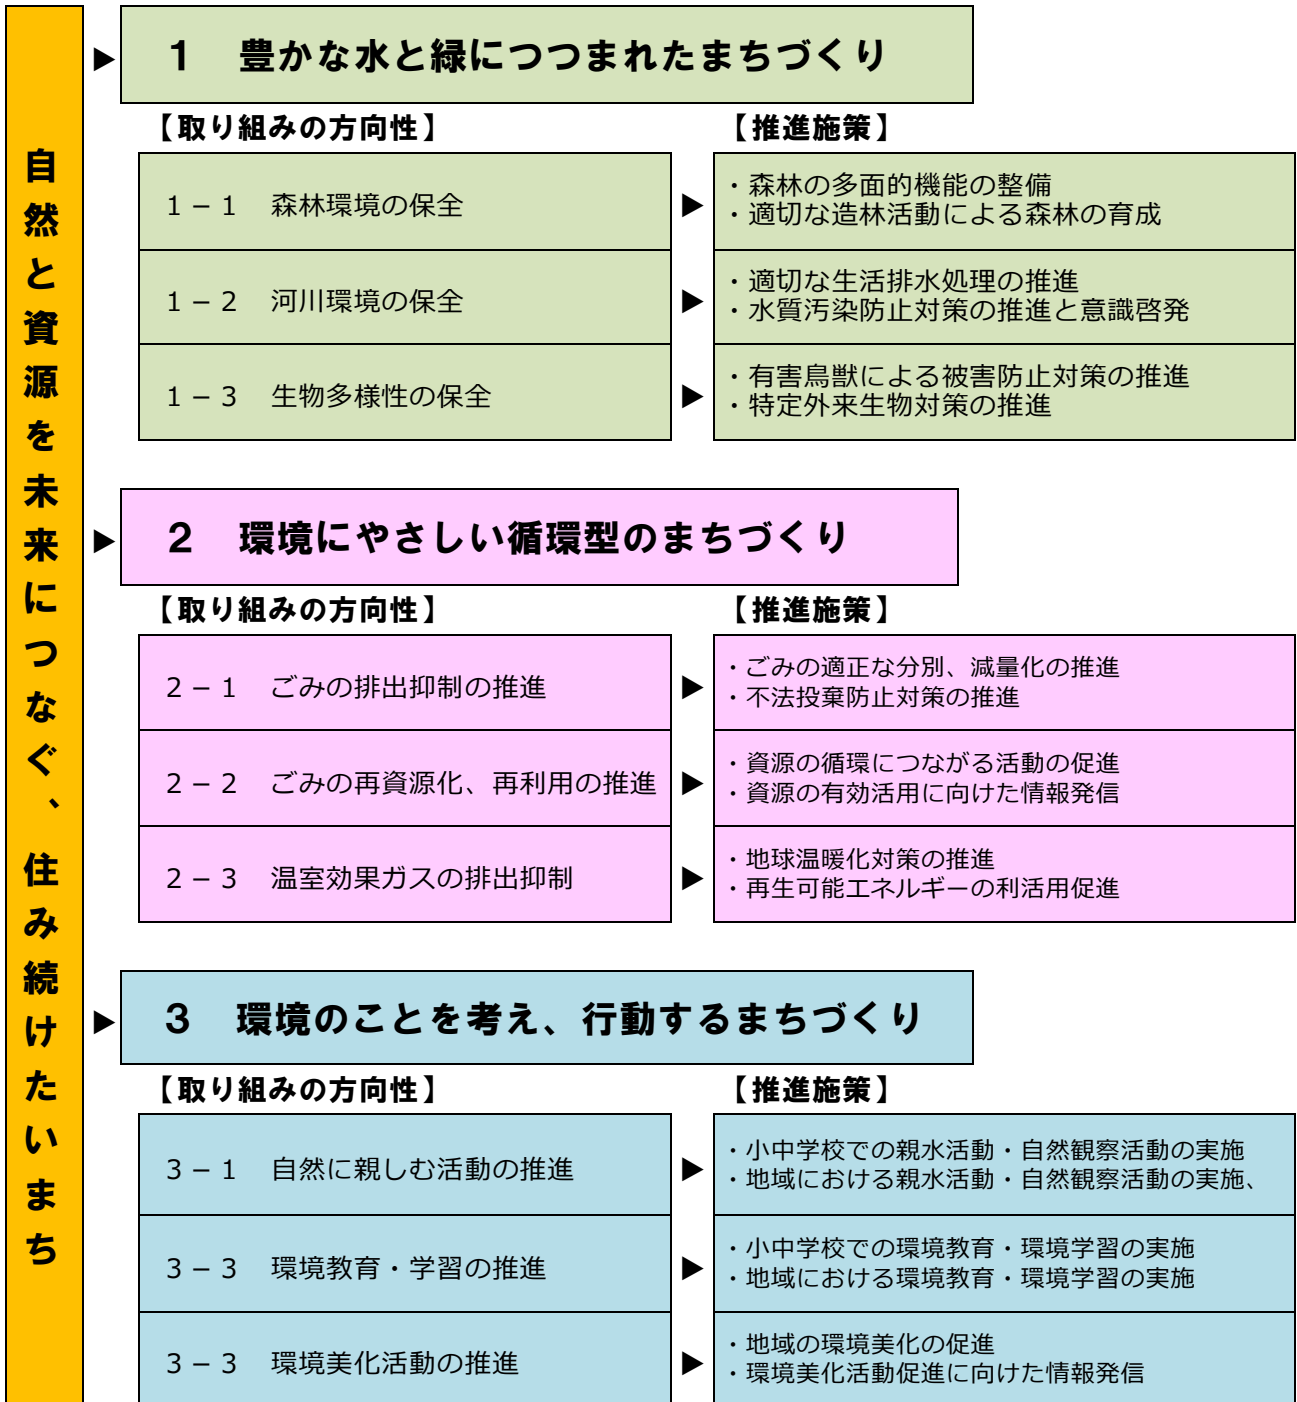 自然と資源を未来につなぐ、住み続けたいまち
１　豊かな水と緑につつまれたまちづくり
【取り組みの方向性】
【推進施策】
１－１　森林環境の保全
・森林の多面的機能の整備
・適切な造林活動による森林の育成
１－２　河川環境の保全
・適切な生活排水処理の推進
・水質汚染防止対策の推進と意識啓発
１－３　生物多様性の保全
・有害鳥獣による被害防止対策の推進
・特定外来生物対策の推進
２　環境にやさしい循環型のまちづくり
【取り組みの方向性】
【推進施策】
２－１　ごみの排出抑制の推進
・ごみの適正な分別、減量化の推進
・不法投棄防止対策の推進
２－２　ごみの再資源化、再利用の推進
・資源の循環につながる活動の促進
・資源の有効活用に向けた情報発信
２－３　温室効果ガスの排出抑制
・地球温暖化対策の推進
・再生可能エネルギーの利活用促進
３　環境のことを考え、行動するまちづくり
【取り組みの方向性】
【推進施策】
３－１　自然に親しむ活動の推進
・小中学校での親水活動・自然観察活動の実施
・地域における親水活動・自然観察活動の実施、
３－３　環境教育・学習の推進
・小中学校での環境教育・環境学習の実施
・地域における環境教育・環境学習の実施
３－３　環境美化活動の推進
・地域の環境美化の促進
・環境美化活動促進に向けた情報発信